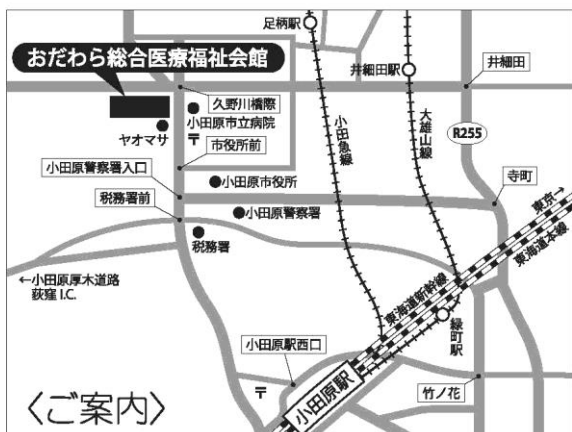 足柄駅
おだわら総合医療福祉会館
井細田駅
井細田
久野川橋際
小田原市立病院
ヤオマサ
〒
小田急線
大雄山線
R255
市役所前
小田原警察署入口
小田原市役所
税務署前
小田原警察署
寺町
税務署
東京→
東海道本線
←小田原厚木道路
荻窪 I.C.
東海道新幹線
緑町駅
小田原駅西口
〒
小田原駅
竹ノ花
〈ご案内〉